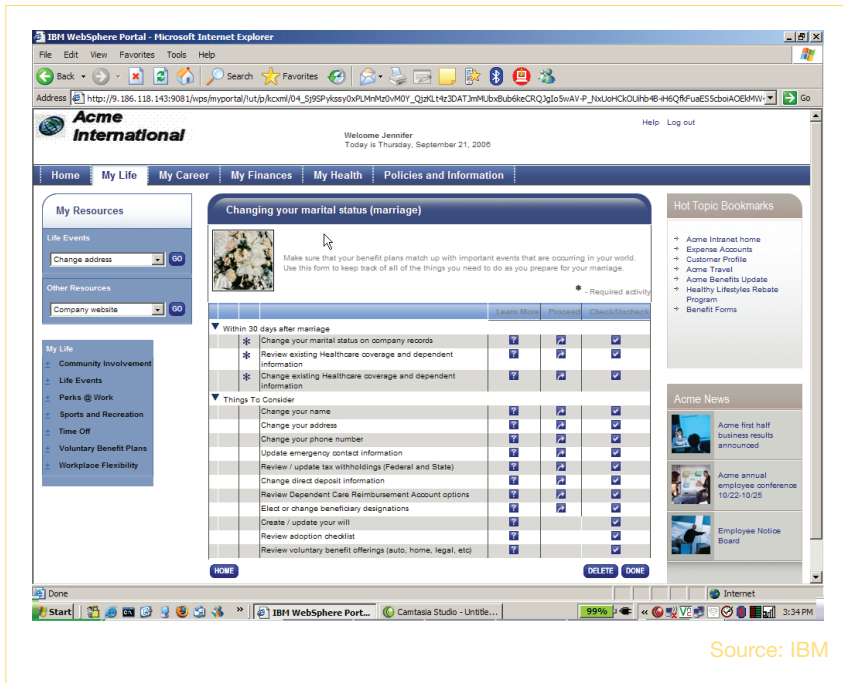 IBM WebSphere Portal - Microsoft Internet Explorer
File Edit View Favorites Tools Help
Back Search Favorites
Address Go
Acme
International
Help Log out
Welcome Jennifer
Today is Thursday, September 21, 2006
Home My Life My Career My Finances My Health Policies and Information
My Resources
Life Events
Change address GO
Other Resources
Company website GO
My Life
Community Involvement
Life Events
Perks @ Work
Sports and Recreation
Time Off
Voluntary Benefit Plans
Workplace Flexibility
Changing your marital status (marriage)
Make sure that your benefit plans match up with important events that are occurring in your world.
Use this form to keep track of all of the things you need to do as you prepare for your marriage.
* - Required activity
Learn More Proceed Check/Uncheck
Within 30 days after marriage
* Change your marital status on company records
* Review existing Healthcare coverage and dependent
information
* Change existing Healthcare coverage and dependent
information
Things To Consider
Change your name
Change your address
Change your phone number
Update emergency contact information
Review / update tax withholdings (Federal and State)
Change direct deposit information
Review Dependent Care Reimbursement Account options
Elect or change beneficiary designations
Create / update your will
Review adoption checklist
Review voluntary benefit offerings (auto, home, legal, etc)
HOME DELETE DONE
Hot Topic Bookmarks
Acme Intranet home
Expense Accounts
Customer Profile
Acme Travel
Acme Benefits Update
Healthy Lifestyles Rebate
Program
Benefit Forms
Acme News
Acme first half
business results
announced
Acme annual
employee conference
10/22-10/25
Employee Notice
Board
Done Internet
Start IBM WebSphere Port... Camtasia Studio - Untitle... 99% 3:34 PM
Source: IBM